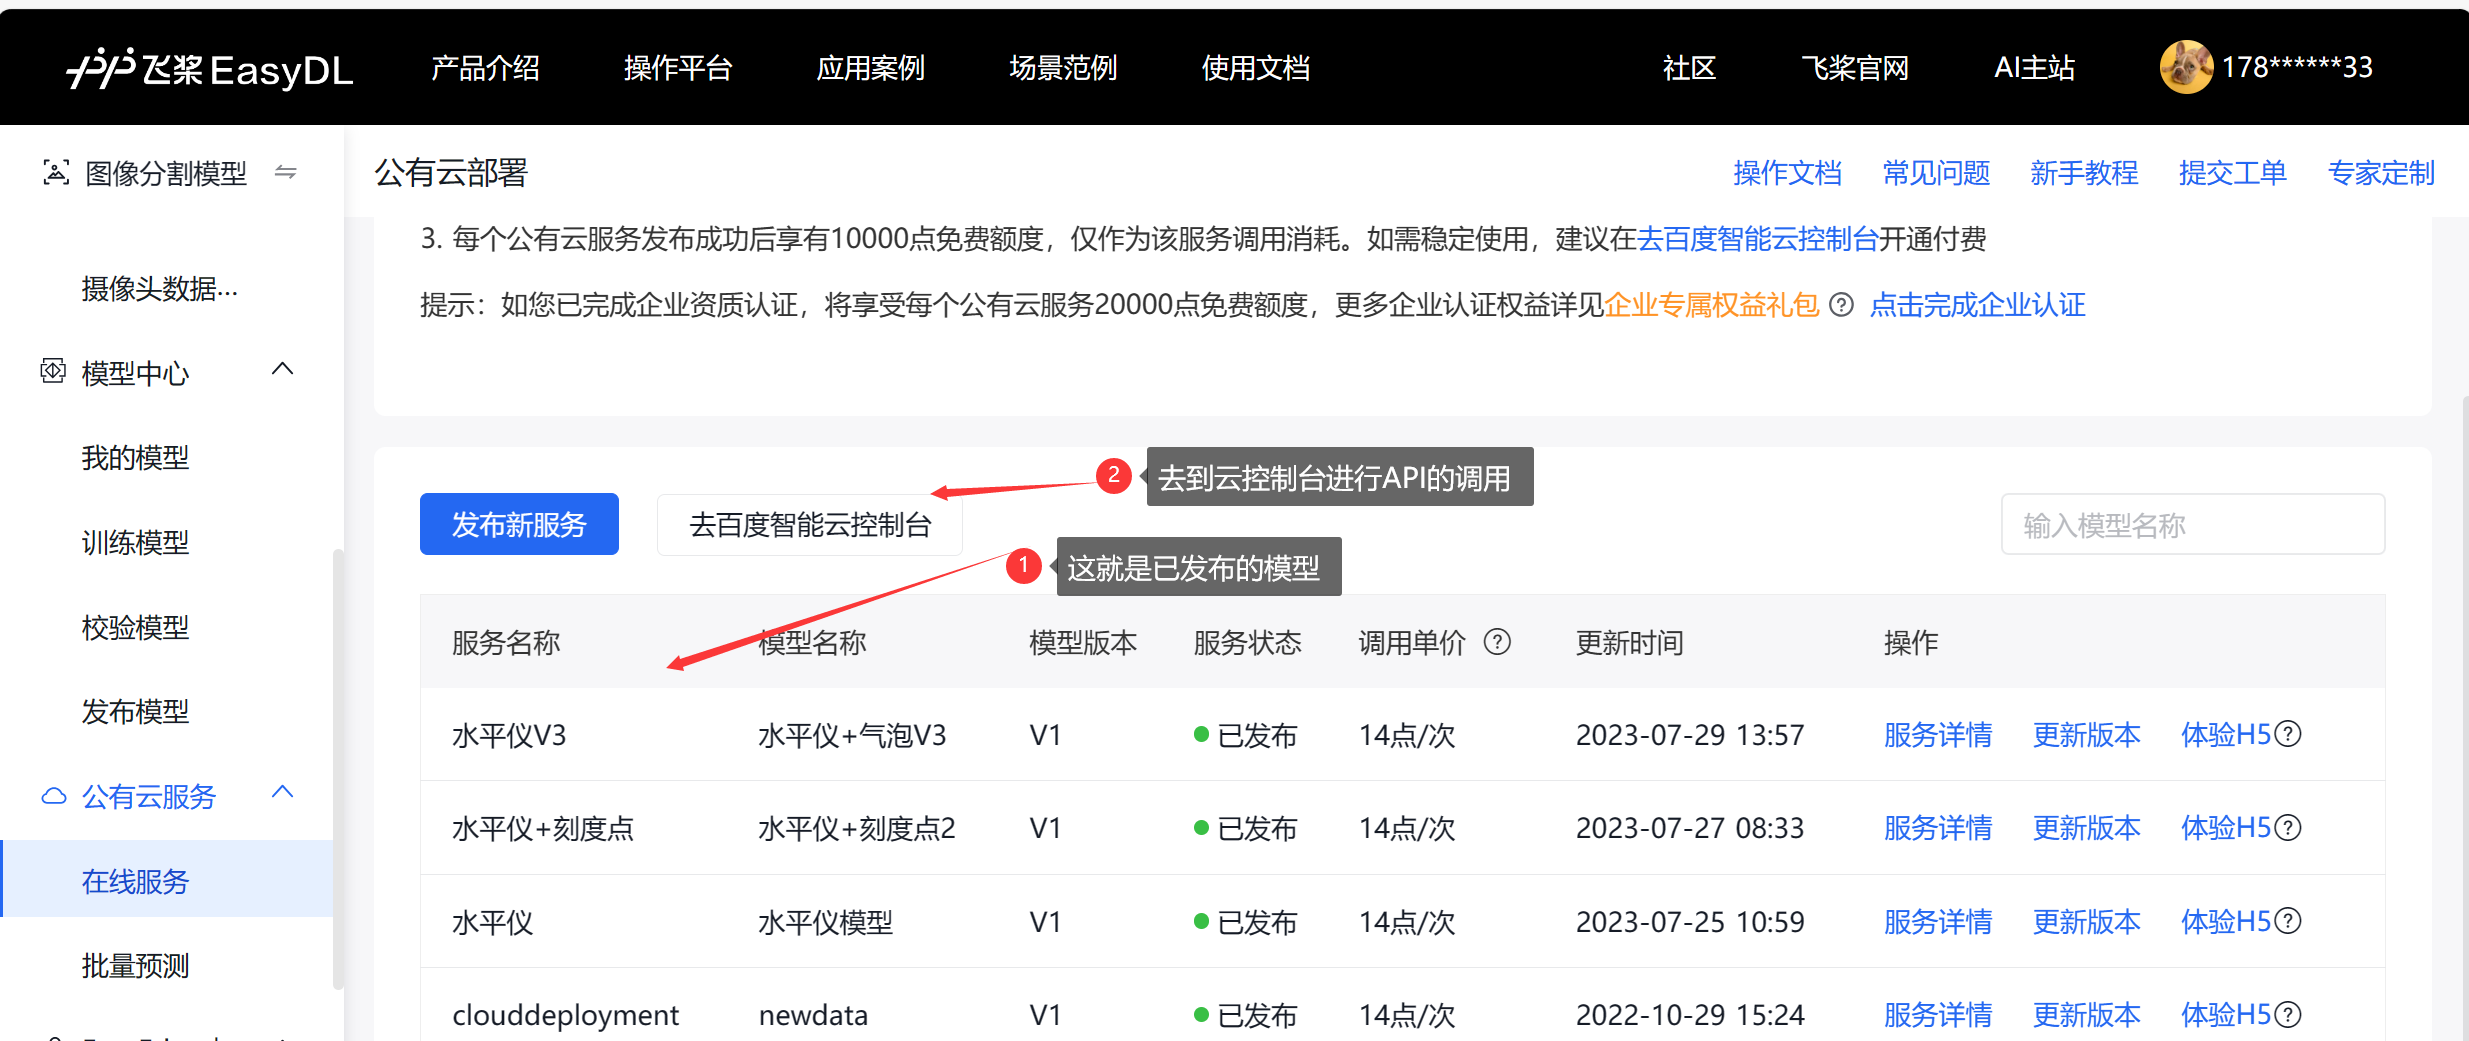 飞桨 EasyDL 产品介绍 操作平台 应用案例 场景范例 使用文档 社区 飞桨官网 AI主站 178******33
图像分割模型
公有云部署 操作文档 常见问题 新手教程 提交工单 专家定制
3. 每个公有云服务发布成功后享有10000点免费额度，仅作为该服务调用消耗。如需稳定使用，建议在去百度智能云控制台开通付费
摄像头数据...
提示：如您已完成企业资质认证，将享受每个公有云服务20000点免费额度，更多企业认证权益详见企业专属权益礼包 ? 点击完成企业认证
模型中心
我的模型
训练模型
校验模型
发布模型
公有云服务
在线服务
批量预测
2 去到云控制台进行API的调用
发布新服务 去百度智能云控制台 输入模型名称
1 这就是已发布的模型
服务名称 模型名称 模型版本 服务状态 调用单价 ? 更新时间 操作
水平仪V3 水平仪+气泡V3 V1 已发布 14点/次 2023-07-29 13:57 服务详情 更新版本 体验H5 ?
水平仪+刻度点 水平仪+刻度点2 V1 已发布 14点/次 2023-07-27 08:33 服务详情 更新版本 体验H5 ?
水平仪 水平仪模型 V1 已发布 14点/次 2023-07-25 10:59 服务详情 更新版本 体验H5 ?
clouddeployment newdata V1 已发布 14点/次 2022-10-29 15:24 服务详情 更新版本 体验H5 ?